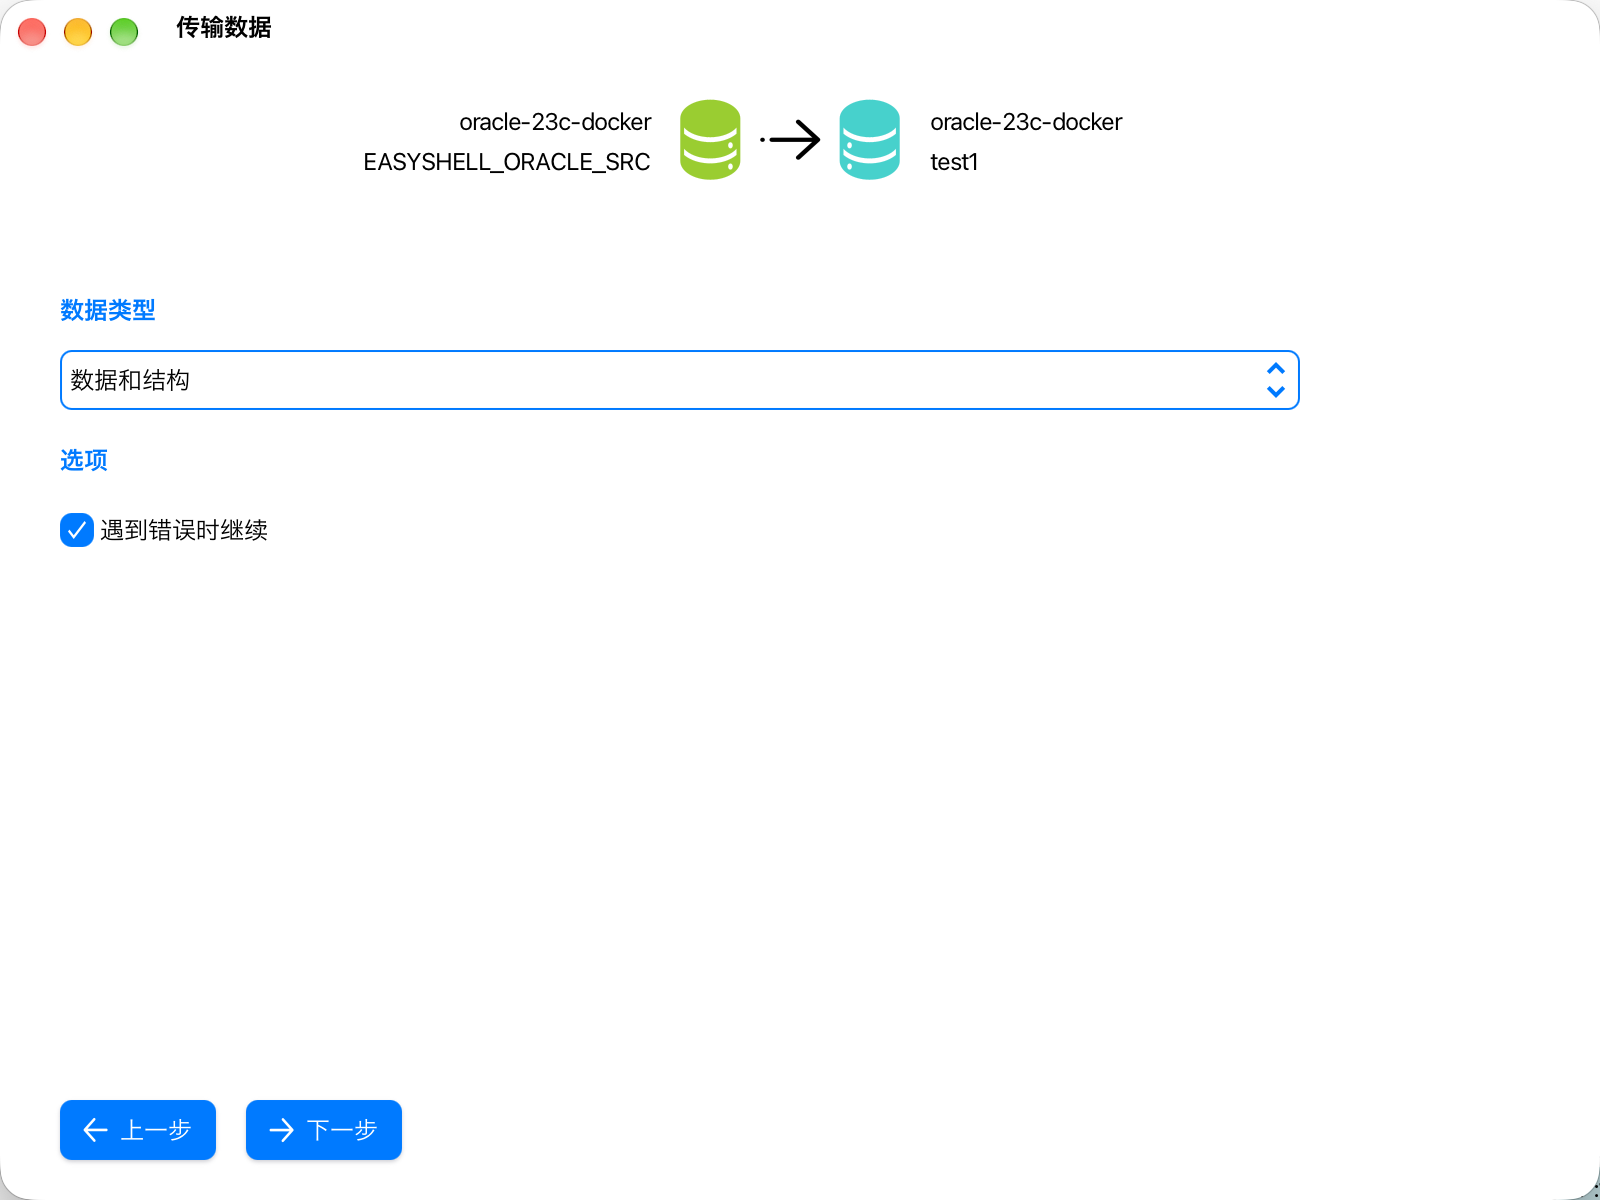 传输数据
oracle-23c-docker
EASYSHELL_ORACLE_SRC
oracle-23c-docker
test1
数据类型
数据和结构
选项
遇到错误时继续
上一步
下一步